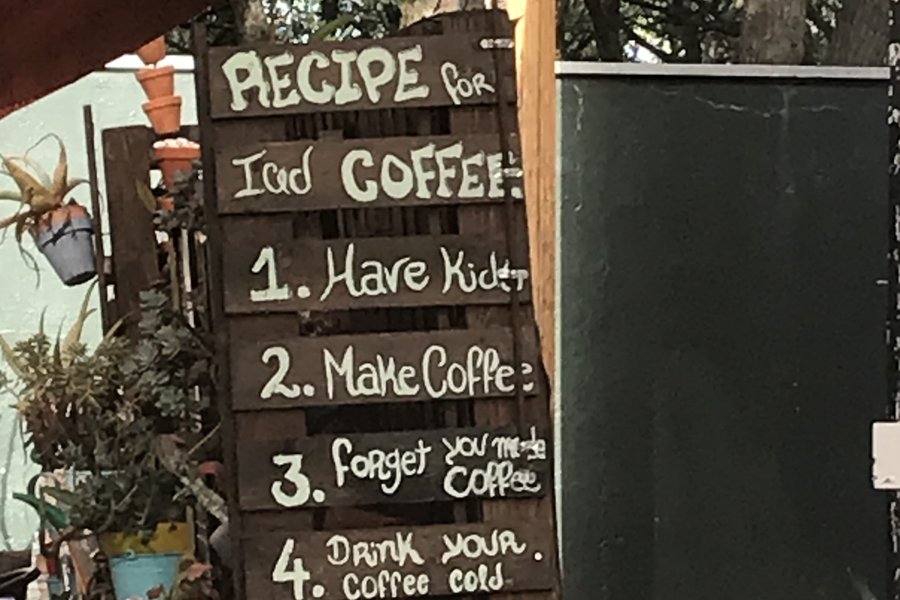 RECIPE for
Iced COFFEE:
1. Have Kids
2. Make Coffee
3. forget you made
Coffee
4. Drink your
coffee cold